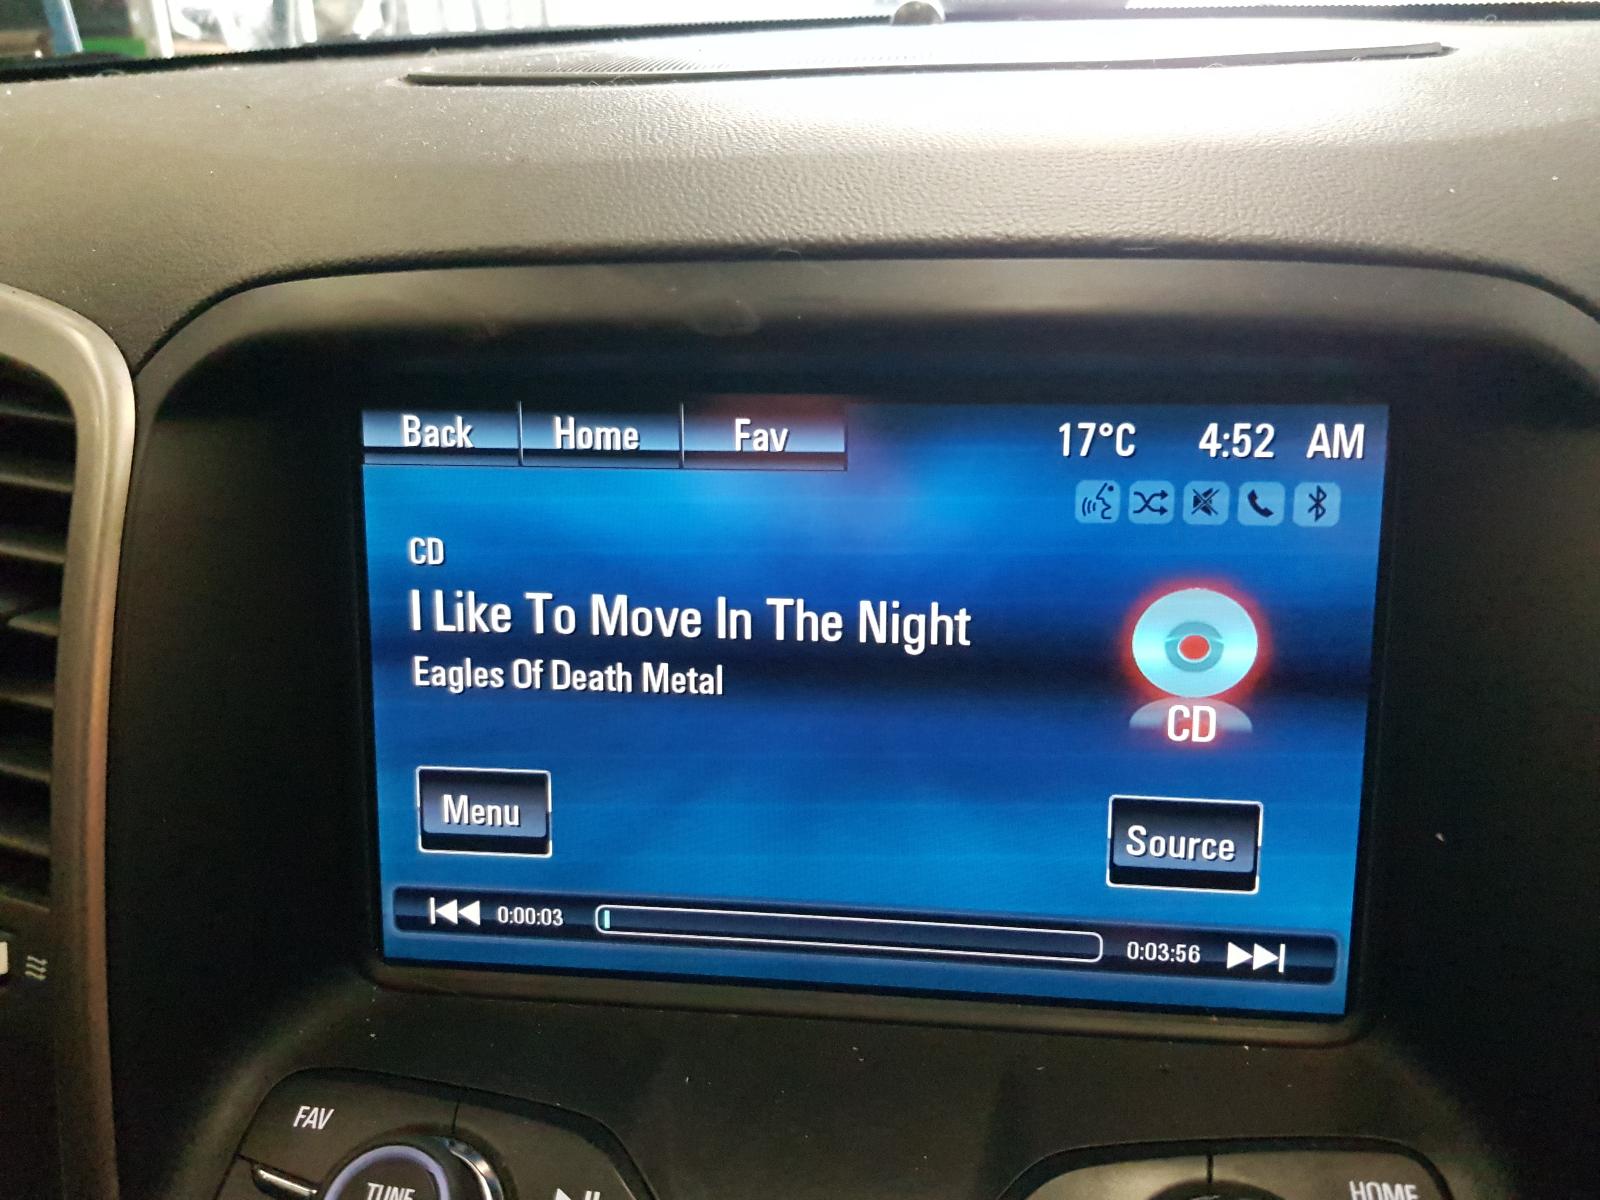 Back Home Fav 17°C 4:52 AM
CD
I Like To Move In The Night
Eagles Of Death Metal
CD
Menu
Source
0:00:03 0:03:56
FAV
TUNE
HOME